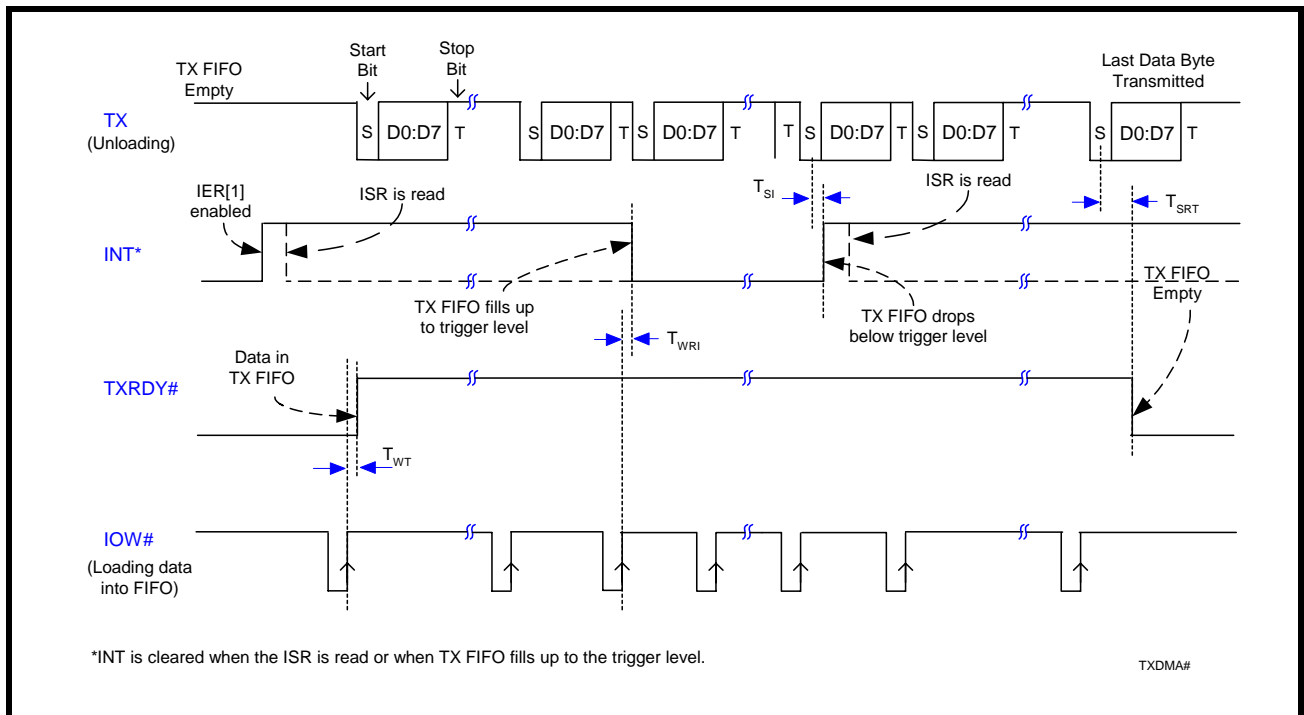 TX FIFO
Empty
Start
Bit
Stop
Bit
Last Data Byte
Transmitted
TX
(Unloading)
S D0:D7 T S D0:D7 T S D0:D7 T T S D0:D7 T S D0:D7 T S D0:D7 T
IER[1]
enabled
ISR is read
TSI
ISR is read
TSRT
INT*
TX FIFO fills up
to trigger level
TX FIFO drops
below trigger level
TX FIFO
Empty
TWRI
Data in
TX FIFO
TXRDY#
TWT
IOW#
(Loading data
into FIFO)
*INT is cleared when the ISR is read or when TX FIFO fills up to the trigger level.
TXDMA#